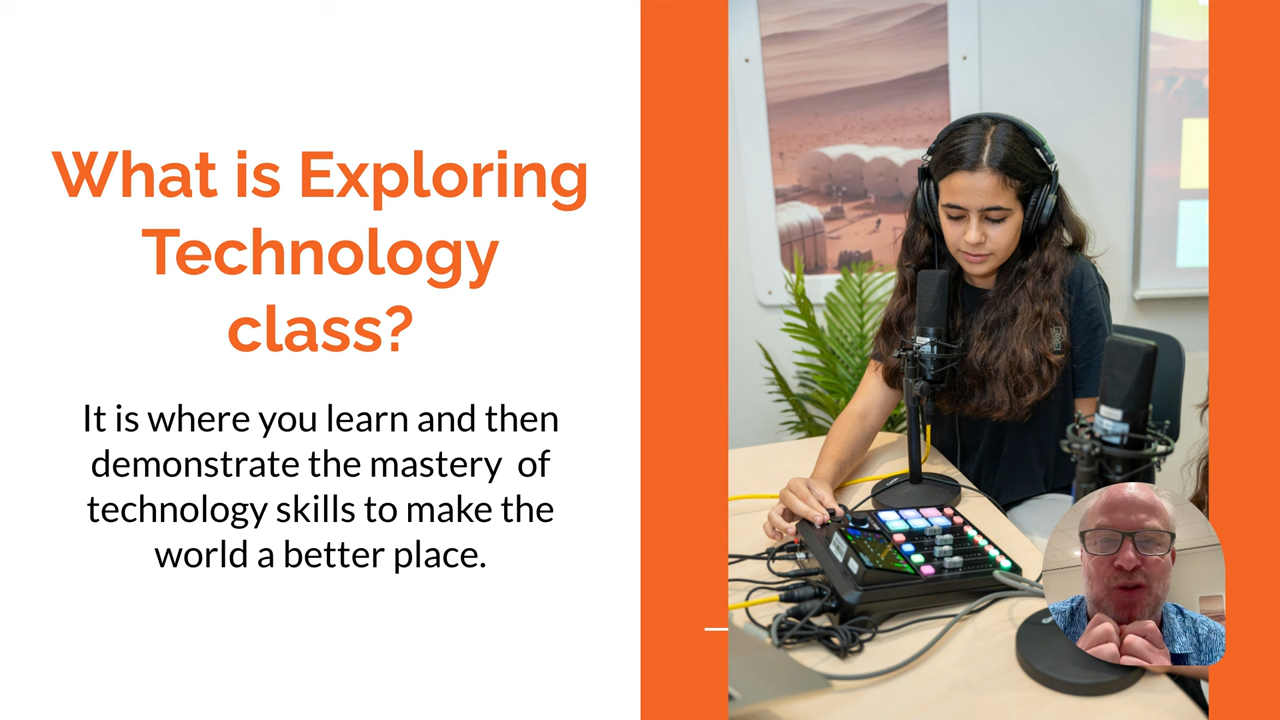 What is Exploring
Technology
class?
It is where you learn and then
demonstrate the mastery  of
technology skills to make the
world a better place.